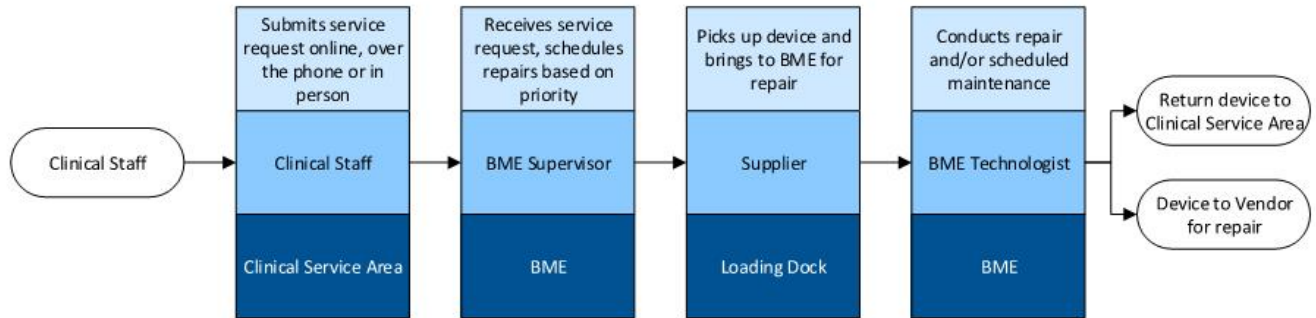 Clinical Staff
Submits service
request online, over
the phone or in
person
Clinical Staff
Clinical Service Area
Receives service
request, schedules
repairs based on
priority
BME Supervisor
BME
Picks up device and
brings to BME for
repair
Supplier
Loading Dock
Conducts repair
and/or scheduled
maintenance
BME Technologist
BME
Return device to
Clinical Service Area
Device to Vendor
for repair